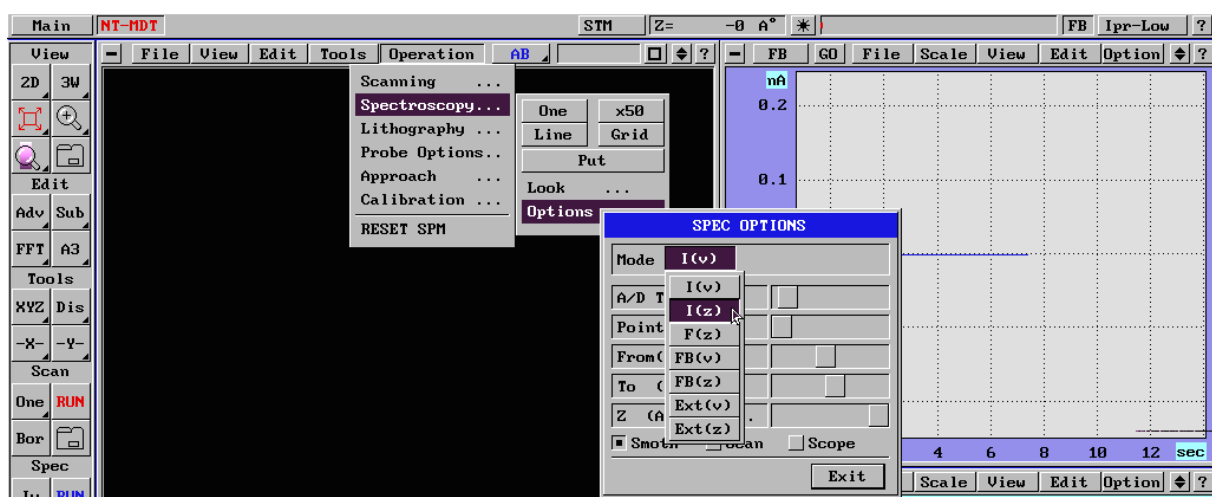 Main NT-MDT STM Z= -0 A° FB Ipr-Low ?
View File View Edit Tools Operation AB ? FB GO File Scale View Edit Option ?
2D 3W
Edit
Adv Sub
FFT A3
Tools
XYZ Dis
-X- -Y-
Scan
One RUN
Bor
Spec
RUN
Scanning ...
Spectroscopy...
Lithography ...
Probe Options..
Approach ...
Calibration ...
RESET SPM
One x50
Line Grid
Put
Look ...
Options
SPEC OPTIONS
Mode I(v)
A/D T
Point
From(
To (
Z (A .
I(v)
I(z)
F(z)
FB(v)
FB(z)
Ext(v)
Ext(z)
Smoth Scan Scope
Exit
nA
0.2
0.1
4 6 8 10 12 sec
Scale View Edit Option ?